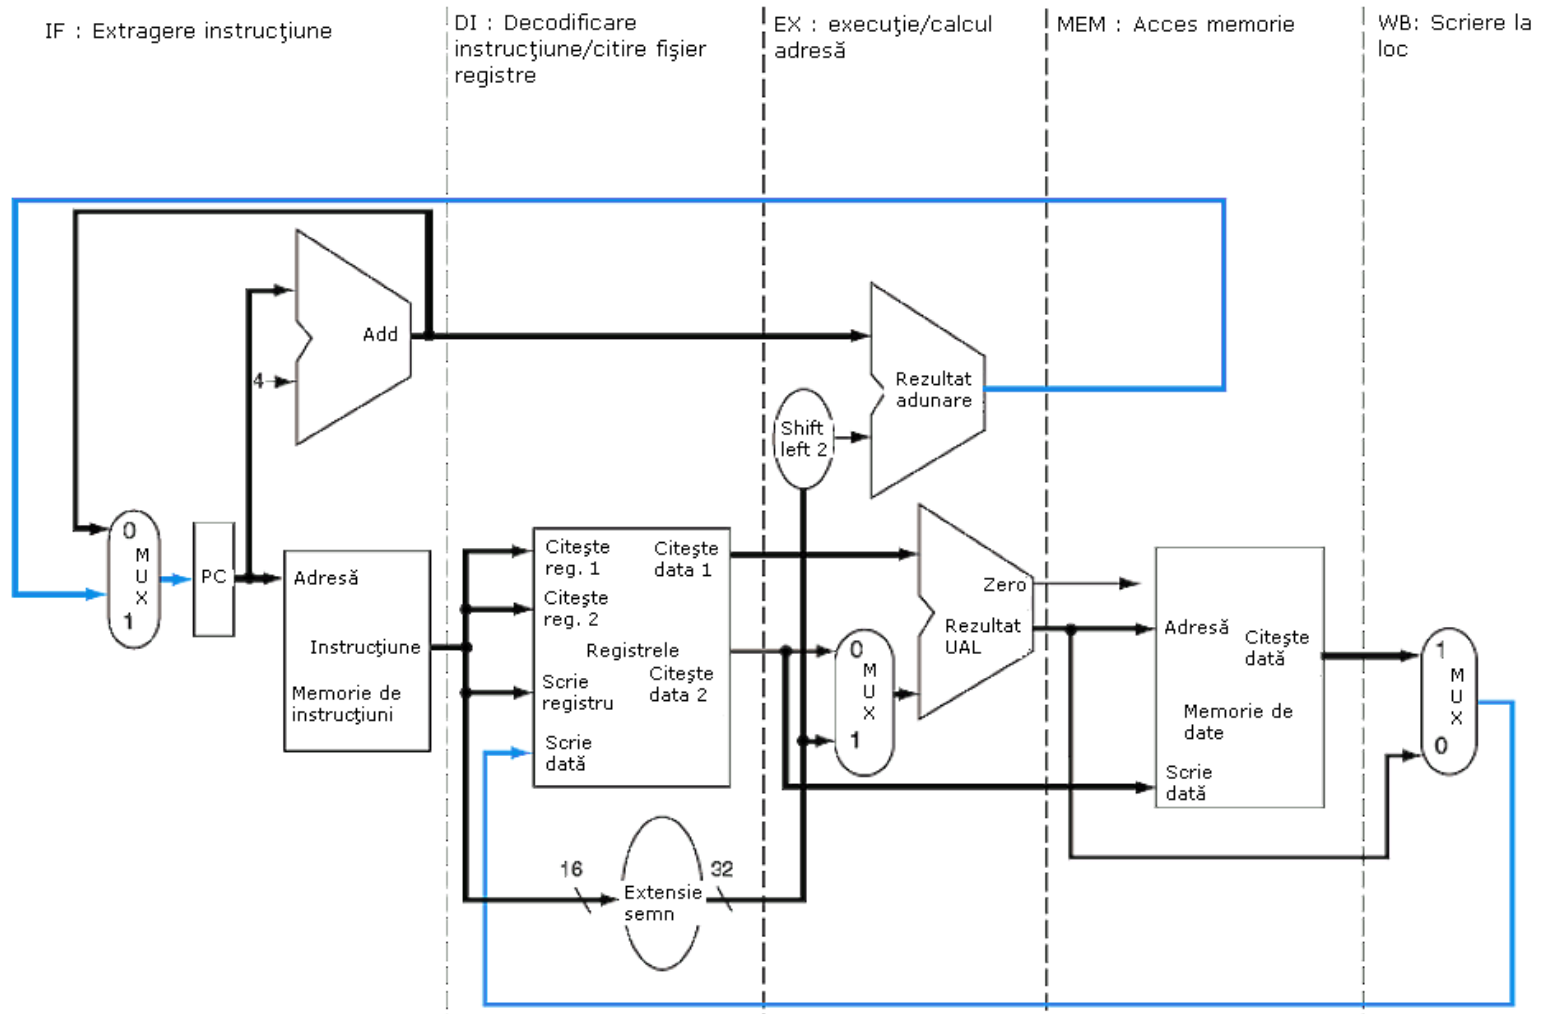 IF : Extragere instrucţiune
DI : Decodificare
instrucţiune/citire fişier
registre
EX : execuţie/calcul
adresă
MEM : Acces memorie
WB: Scriere la
loc
Add
4
Rezultat
adunare
Shift
left 2
0
M
U
X
1
PC
Adresă
Instrucţiune
Memorie de
instrucţiuni
Citeşte
reg. 1
Citeşte
data 1
Citeşte
reg. 2
Registrele
Citeşte
data 2
Scrie
registru
Scrie
dată
16
Extensie
semn
32
0
M
U
X
1
Zero
Rezultat
UAL
Adresă
Citeşte
dată
Memorie de
date
Scrie
dată
1
M
U
X
0